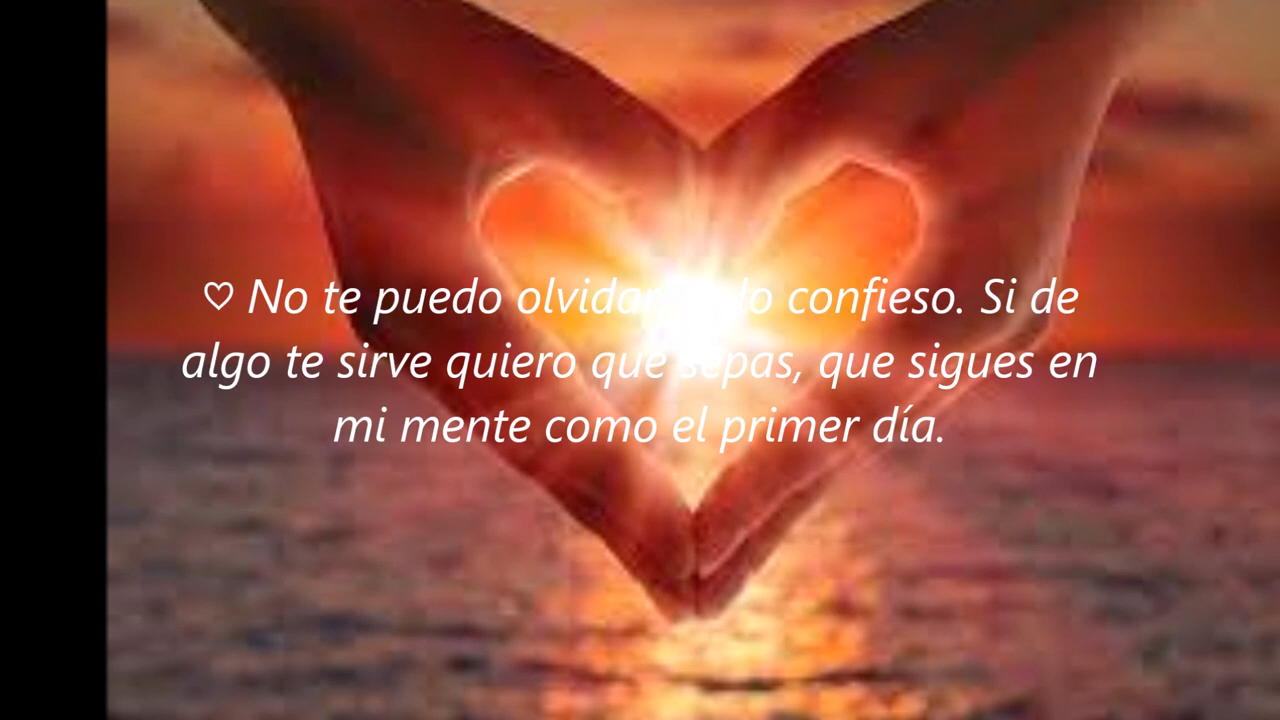 ♡ No te puedo olvidar lo confieso. Si de
algo te sirve quiero que sepas, que sigues en
mi mente como el primer día.